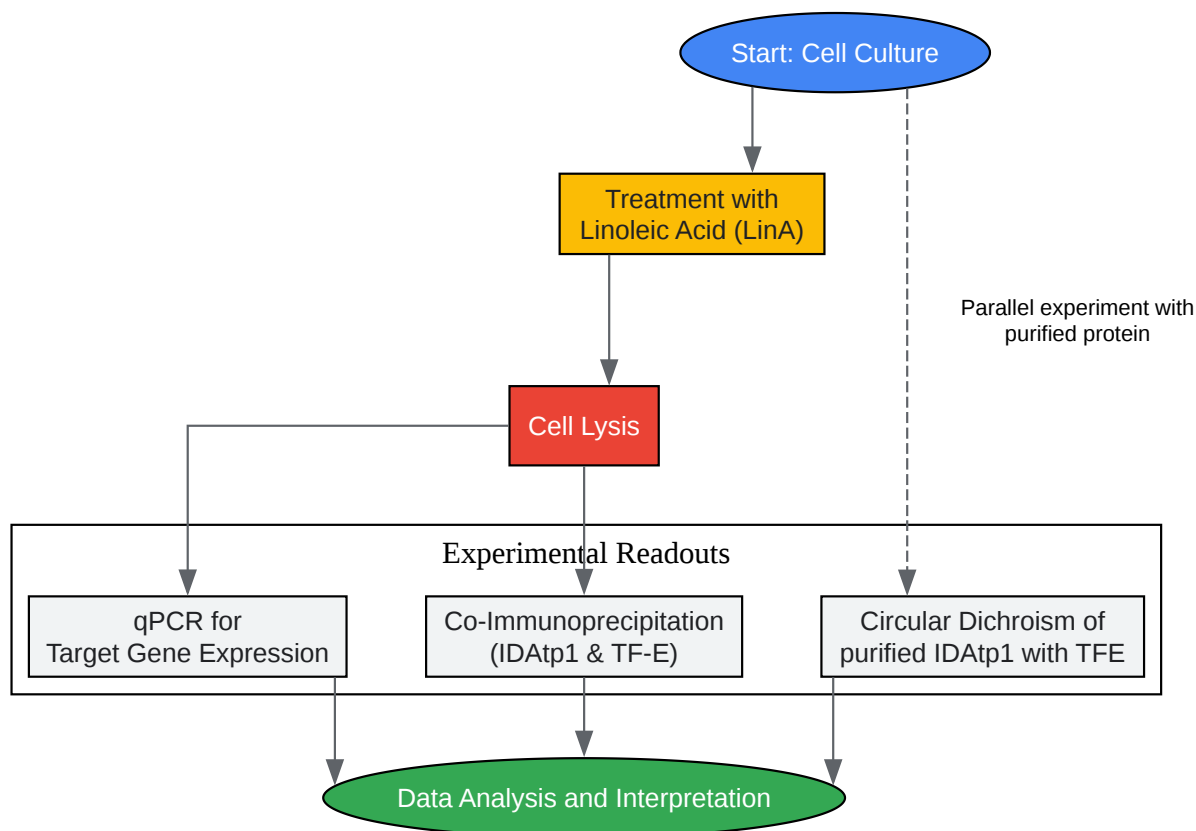 Start: Cell Culture
Treatment with
Linoleic Acid (LinA)
Parallel experiment with
purified protein
Cell Lysis
Experimental Readouts
qPCR for
Target Gene Expression
Co-Immunoprecipitation
(IDAtp1 & TF-E)
Circular Dichroism of
purified IDAtp1 with TFE
Data Analysis and Interpretation